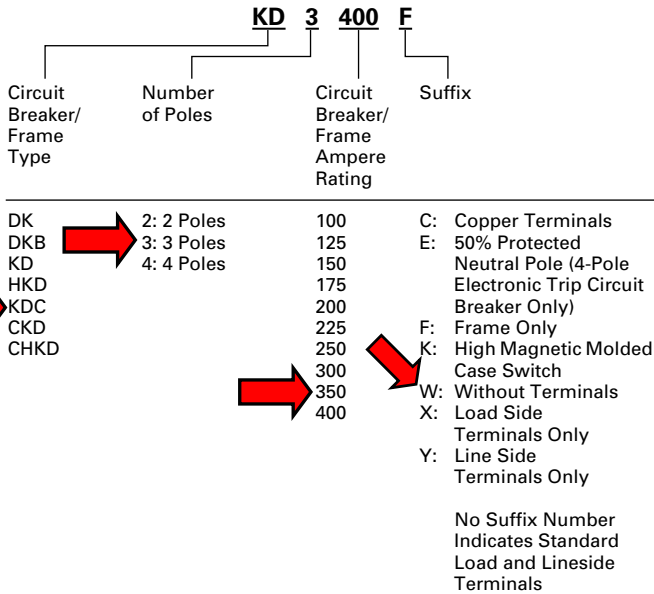 KD 3 400 F
Circuit
Breaker/
Frame
Type
Number
of Poles
Circuit
Breaker/
Frame
Ampere
Rating
Suffix
DK
DKB
KD
HKD
KDC
CKD
CHKD
2: 2 Poles
3: 3 Poles
4: 4 Poles
100
125
150
175
200
225
250
300
350
400
C: Copper Terminals
E: 50% Protected
Neutral Pole (4-Pole
Electronic Trip Circuit
Breaker Only)
F: Frame Only
K: High Magnetic Molded
Case Switch
W: Without Terminals
X: Load Side
Terminals Only
Y: Line Side
Terminals Only
No Suffix Number
Indicates Standard
Load and Lineside
Terminals